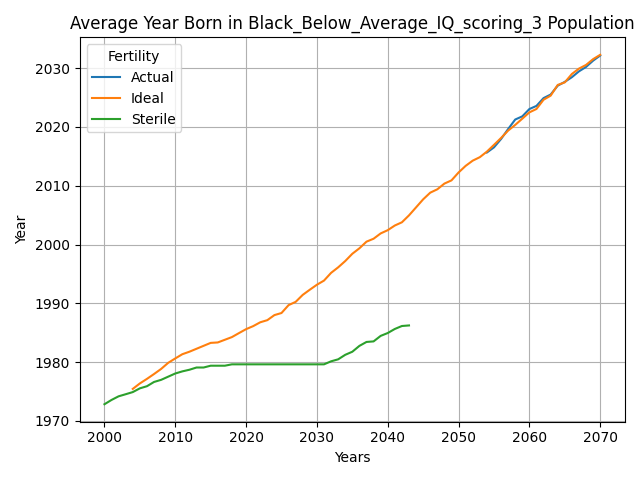 Average Year Born in Black_Below_Average_IQ_scoring_3 Population
Fertility
Actual
Ideal
Sterile
2030
2020
2010
2000
1990
1980
1970
Year
2000 2010 2020 2030 2040 2050 2060 2070
Years